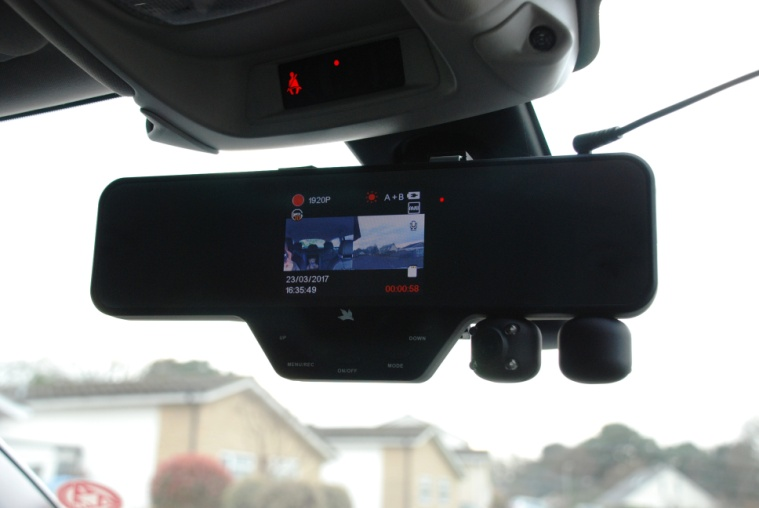 1920P A+B
23/03/2017
16:35:49 00:00:58
UP DOWN
MENU/REC ON/OFF MODE